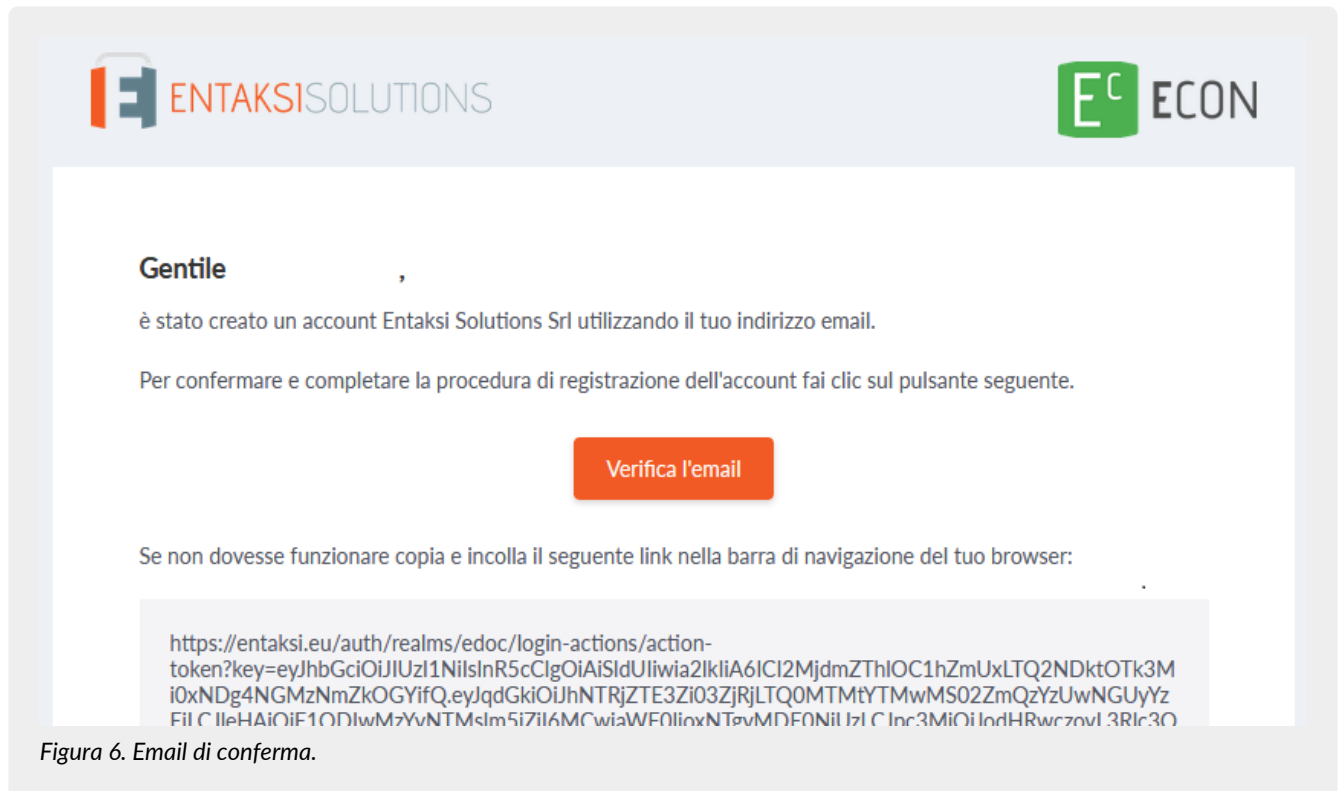 ENTAKSISOLUTIONS
EC ECON
Gentile ,
è stato creato un account Entaksi Solutions Srl utilizzando il tuo indirizzo email.
Per confermare e completare la procedura di registrazione dell'account fai clic sul pulsante seguente.
Verifica l'email
Se non dovesse funzionare copia e incolla il seguente link nella barra di navigazione del tuo browser:
.
https://entaksi.eu/auth/realms/edoc/login-actions/action-
token?key=eyJhbGciOiJIUzI1NiIsInR5cCIgOiAiSldUIiwia2lkIiA6ICI2MjdmZThlOC1hZmUxLTQ2NDktOTk3M
i0xNDg4NGMzNmZkOGYifQ.eyJqdGkiOiJhNTRjZTE3Zi03ZjRjLTQ0MTMtYTMwMS02ZmQzYzUwNGUyYz
Figura 6. Email di conferma.